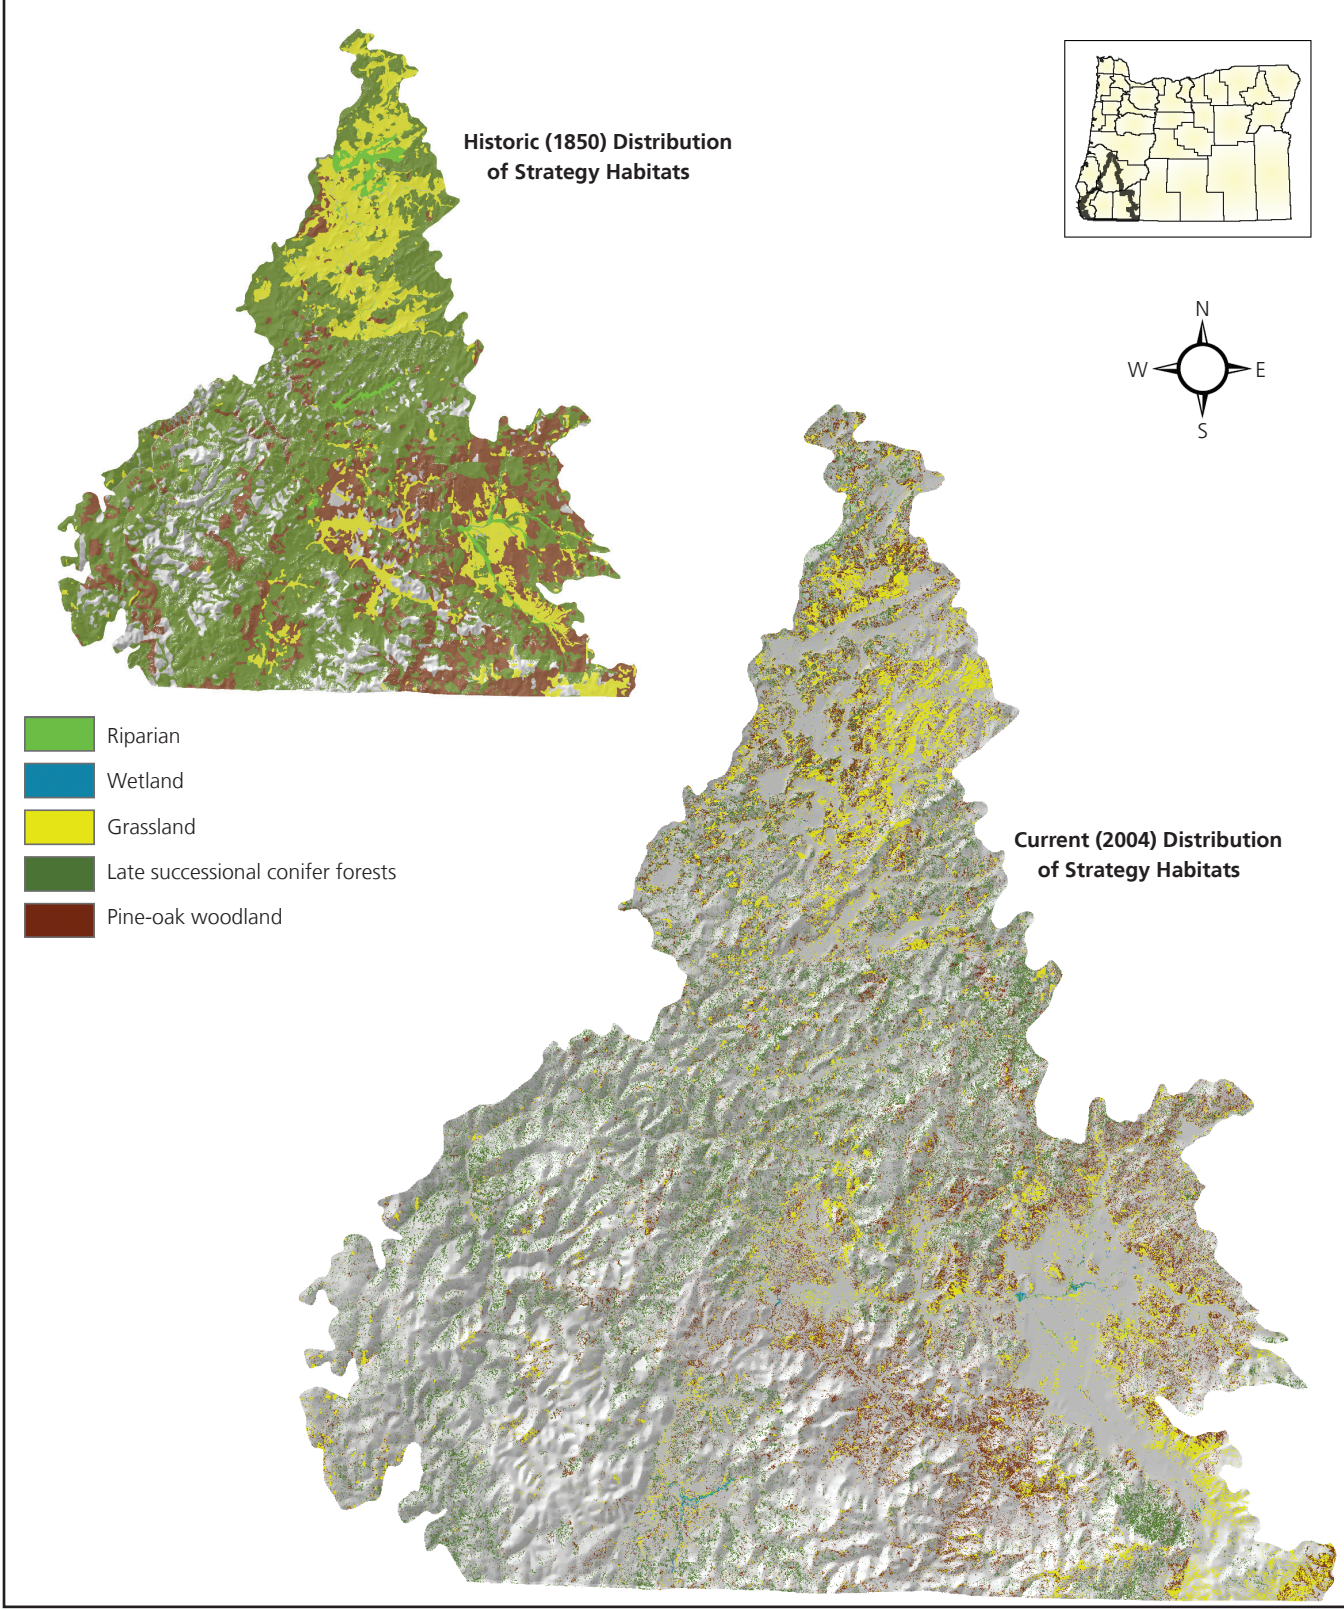 Historic (1850) Distribution
of Strategy Habitats
N
W
E
S
Riparian
Wetland
Grassland
Late successional conifer forests
Pine-oak woodland
Current (2004) Distribution
of Strategy Habitats